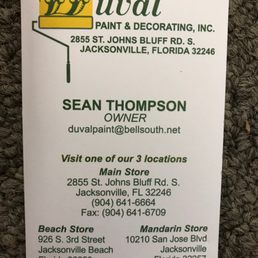 Duval
PAINT & DECORATING, INC.
2855 ST. JOHNS BLUFF RD. S.
JACKSONVILLE, FLORIDA 32246
SEAN THOMPSON
OWNER
duvalpaint@bellsouth.net
Visit one of our 3 locations
Main Store
2855 St. Johns Bluff Rd. S.
Jacksonville, FL 32246
(904) 641-6664
Fax: (904) 641-6709
Beach Store
926 S. 3rd Street
Jacksonville Beach
Mandarin Store
10210 San Jose Blvd
Jacksonville